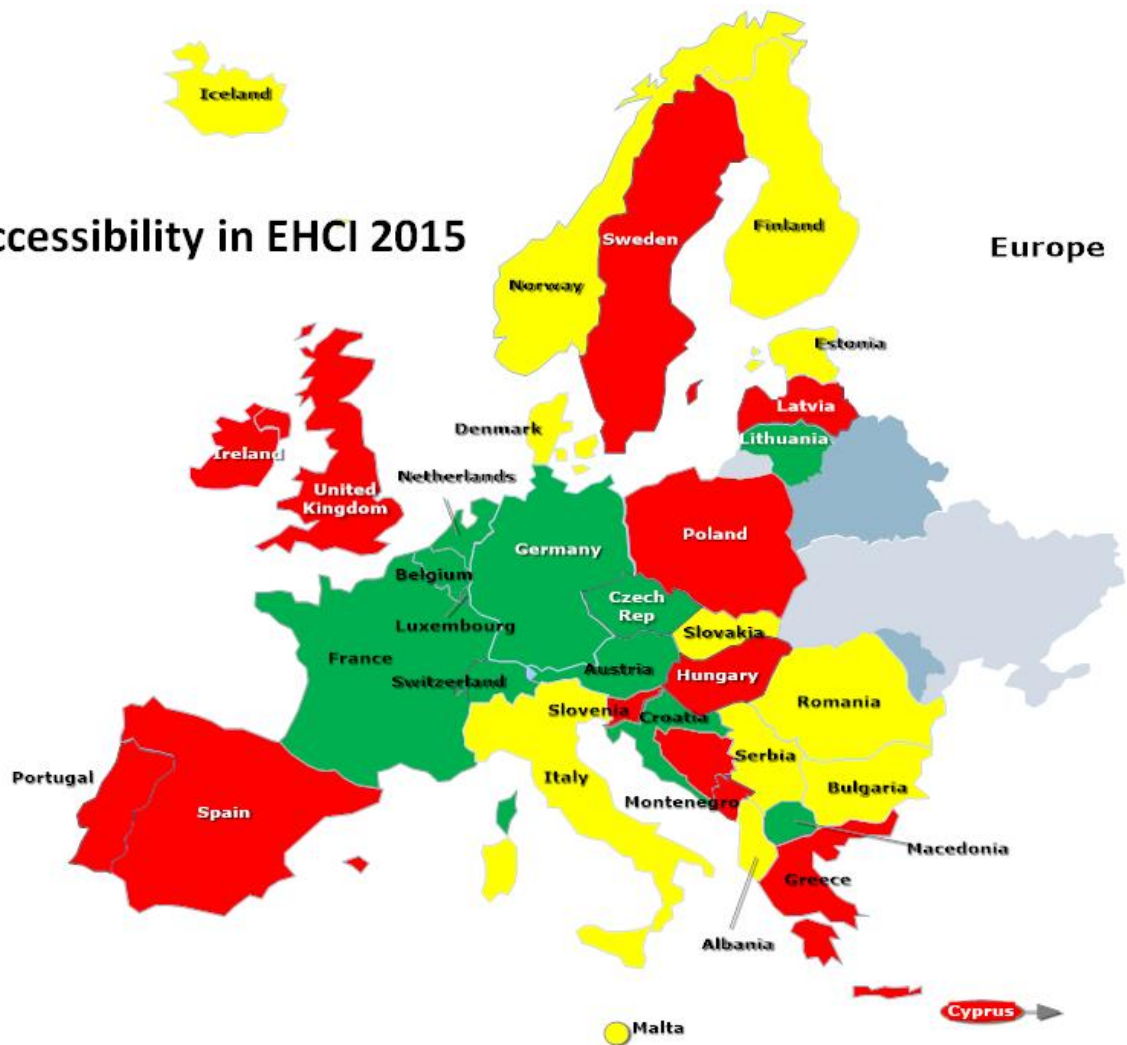 Iceland
ccessibility in EHCI 2015
Europe
Sweden
Finland
Norway
Estonia
Latvia
Denmark
Lithuania
Ireland
Netherlands
United
Kingdom
Poland
Germany
Belgium
Czech
Rep
Luxembourg
Slovakia
France
Austria
Switzerland
Hungary
Slovenia
Croatia
Romania
Serbia
Portugal
Italy
Bulgaria
Montenegro
Spain
Macedonia
Greece
Albania
Cyprus
Malta